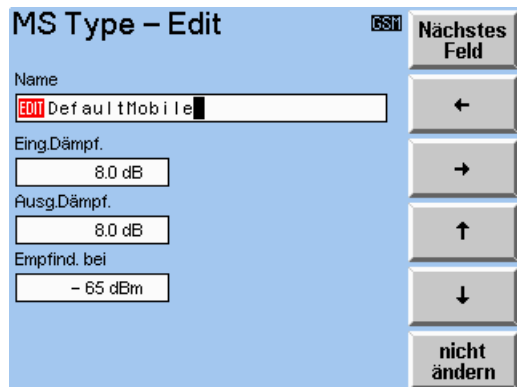 MS Type – Edit
GSM
Name
EDIT DefaultMobile
Eing.Dämpf.
8.0 dB
Ausg.Dämpf.
8.0 dB
Empfind. bei
– 65 dBm
Nächstes
Feld
←
→
↑
↓
nicht
ändern